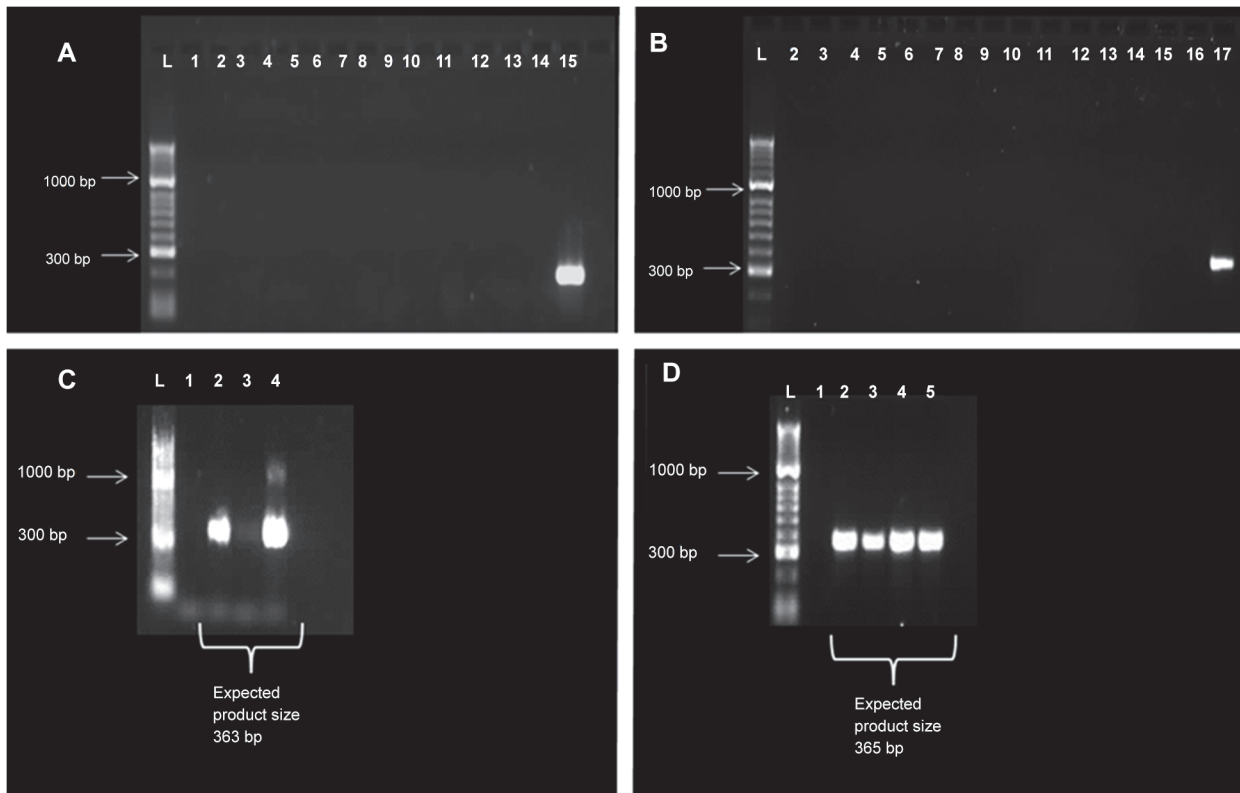 A
L 1 2 3 4 5 6 7 8 9 10 11 12 13 14 15
1000 bp
300 bp
B
L 2 3 4 5 6 7 8 9 10 11 12 13 14 15 16 17
1000 bp
300 bp
C
L 1 2 3 4
1000 bp
300 bp
Expected
product size
363 bp
D
L 1 2 3 4 5
1000 bp
300 bp
Expected
product size
365 bp